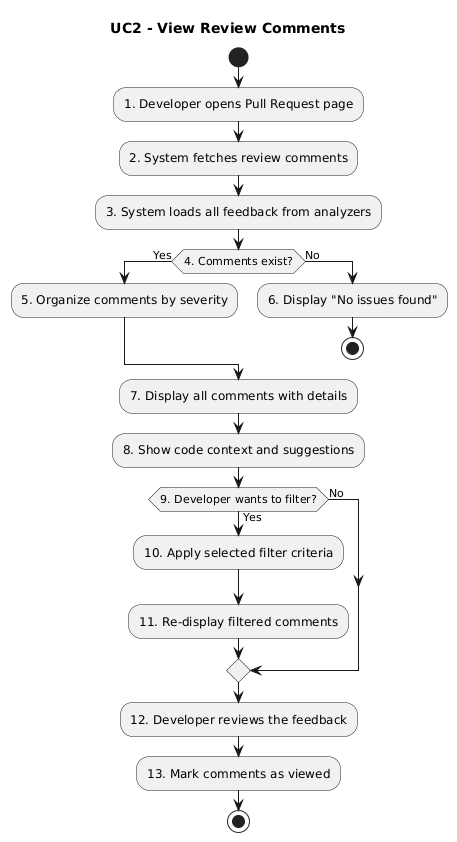 UC2 - View Review Comments
1. Developer opens Pull Request page
2. System fetches review comments
3. System loads all feedback from analyzers
Yes
4. Comments exist?
No
5. Organize comments by severity
6. Display "No issues found"
7. Display all comments with details
8. Show code context and suggestions
9. Developer wants to filter?
No
Yes
10. Apply selected filter criteria
11. Re-display filtered comments
12. Developer reviews the feedback
13. Mark comments as viewed